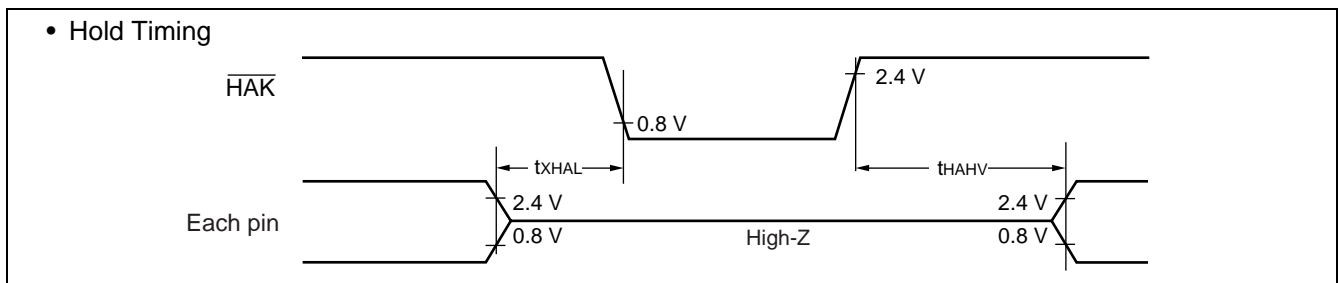 • Hold Timing
HAK
2.4 V
0.8 V
tXHAL
tHAHV
Each pin
2.4 V
2.4 V
0.8 V
High-Z
0.8 V